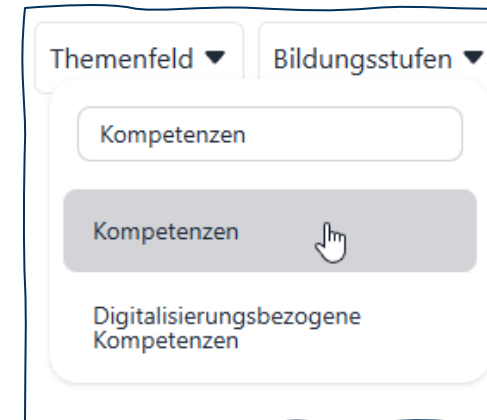 Themenfeld Bildungsstufen
Kompetenzen
Kompetenzen
Digitalisierungsbezogene
Kompetenzen